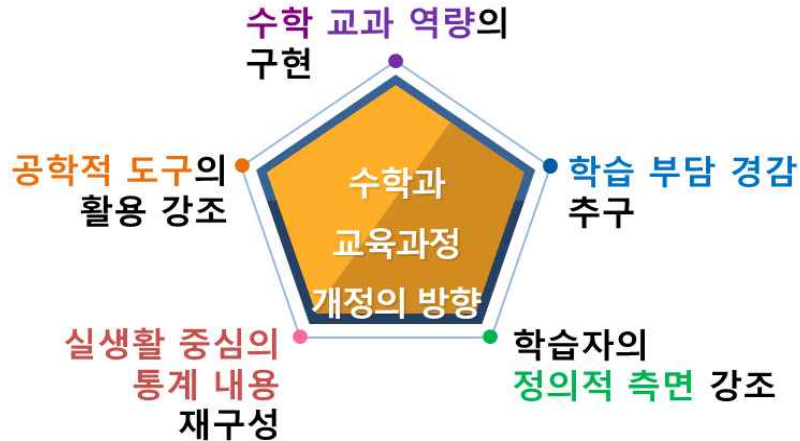 수학 교과 역량의
구현
공학적 도구의
활용 강조
학습 부담 경감
추구
수학과
교육과정
개정의 방향
실생활 중심의
통계 내용
재구성
학습자의
정의적 측면 강조